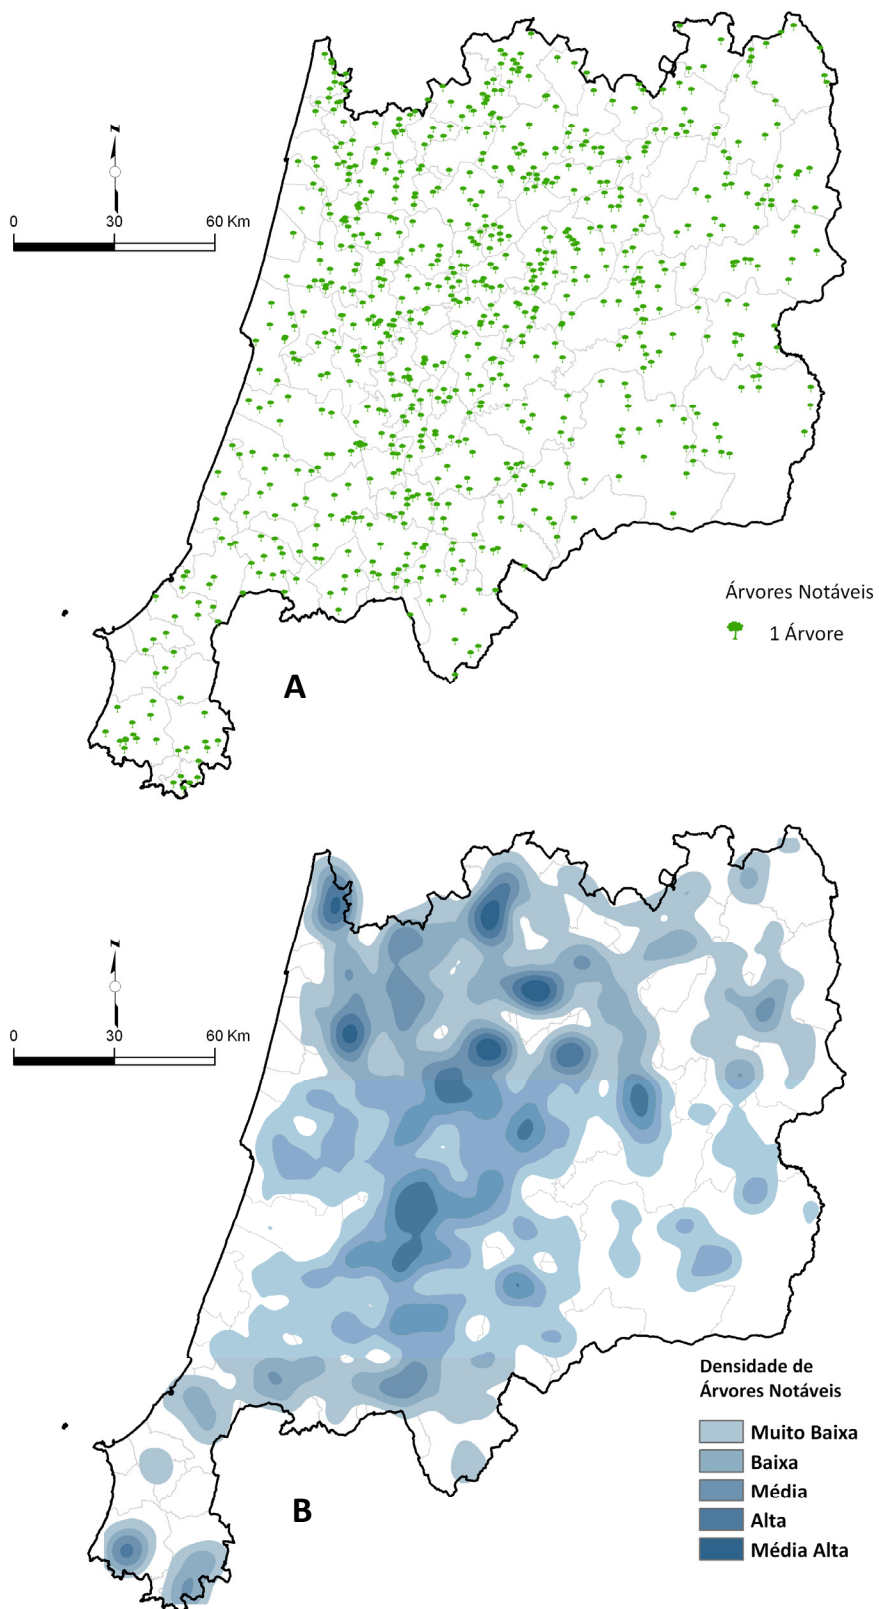 N
0 30 60 Km
Árvores Notáveis
1 Árvore
A
N
0 30 60 Km
Densidade de
Árvores Notáveis
Muito Baixa
Baixa
Média
Alta
Média Alta
B